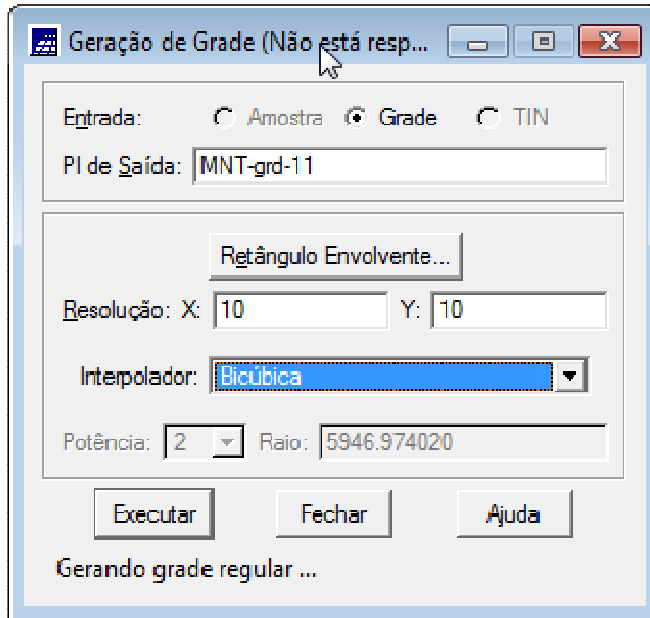 Geração de Grade (Não está resp...
Entrada: Amostra Grade TIN
PI de Saída: MNT-grd-11
Retângulo Envolvente...
Resolução: X: 10 Y: 10
Interpolador: Bicúbica
Potência: 2 Raio: 5946.974020
Executar Fechar Ajuda
Gerando grade regular ...